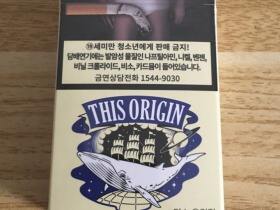 ⑲세미만 청소년에게 판매 금지!
담배연기에는 발암성 물질인 나프틸아민, 니켈, 벤젠,
비닐 크롤라이드, 비소, 카드뮴이 들어있습니다.
금연상담전화 1544-9030
THIS ORIGIN